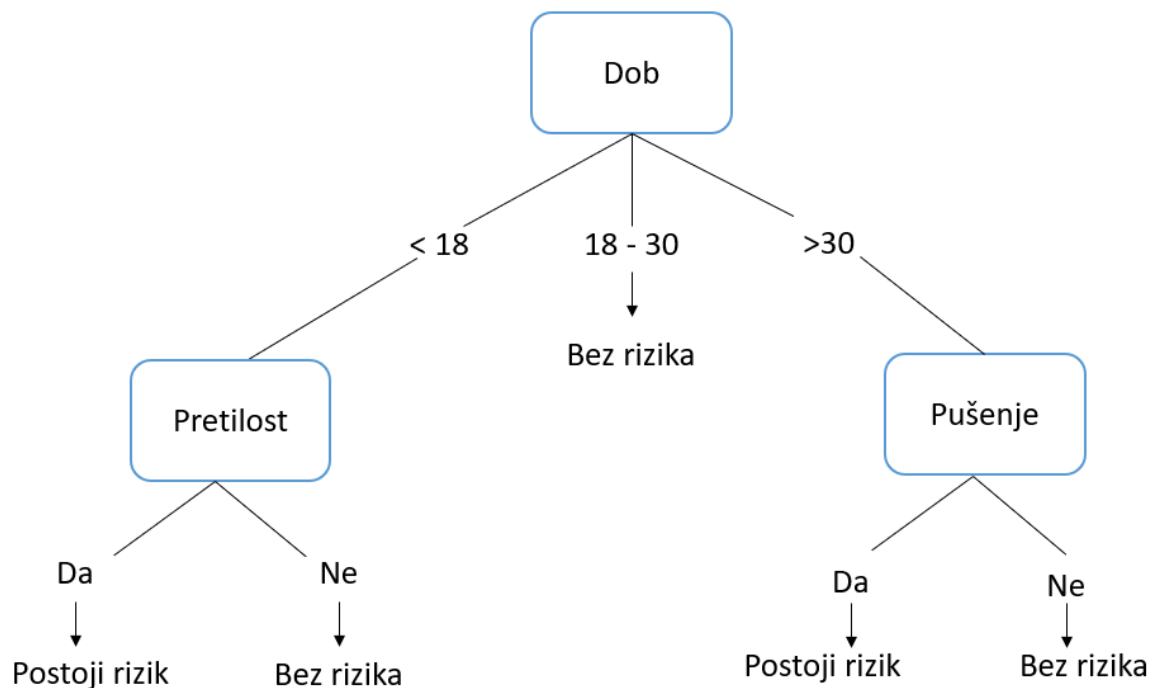 Dob
< 18
18 - 30
>30
Bez rizika
Pretilost
Pušenje
Da
Ne
Da
Ne
Postoji rizik
Bez rizika
Postoji rizik
Bez rizika